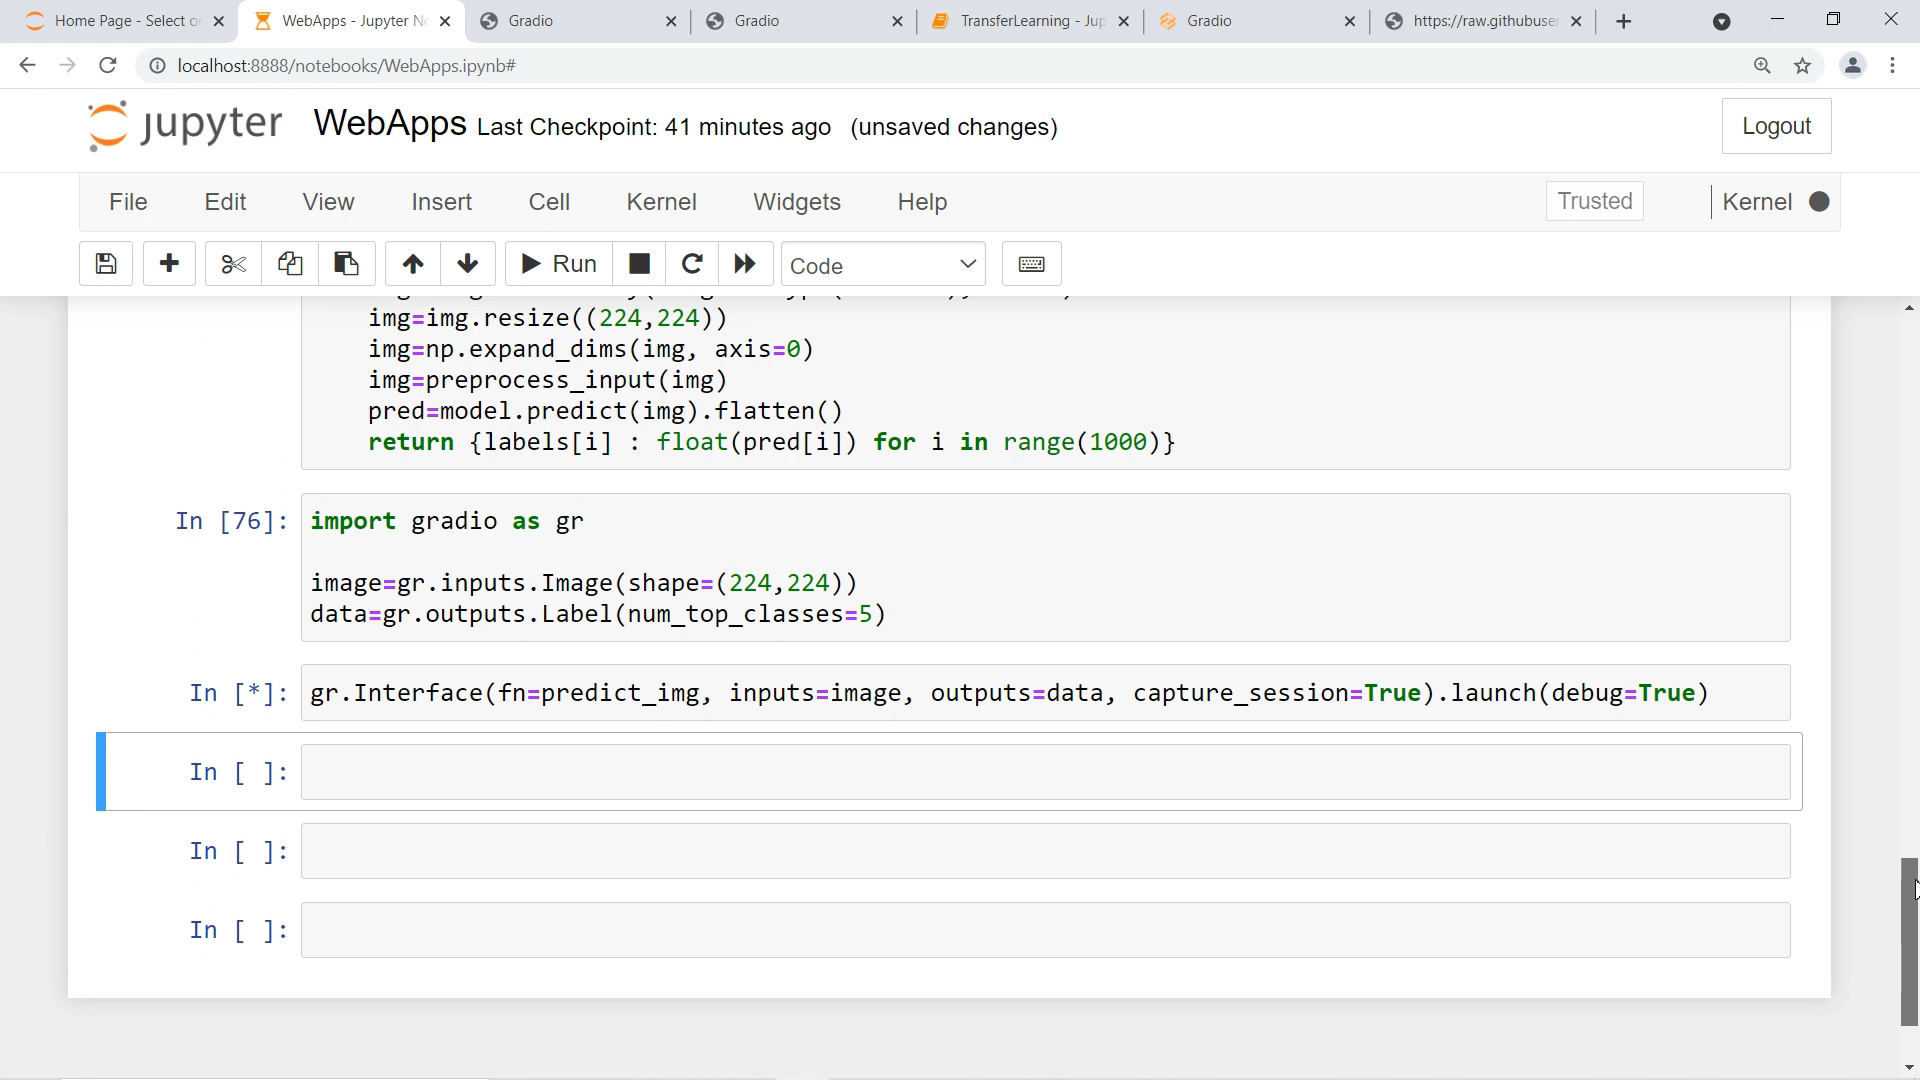 Home Page - Select or
WebApps - Jupyter No
Gradio
Gradio
TransferLearning - Jup
Gradio
https://raw.githubuser
localhost:8888/notebooks/WebApps.ipynb#
jupyter WebApps Last Checkpoint: 41 minutes ago (unsaved changes)
Logout
File Edit View Insert Cell Kernel Widgets Help
Trusted
Kernel
Run
Code
img=img.resize((224,224))
img=np.expand_dims(img, axis=0)
img=preprocess_input(img)
pred=model.predict(img).flatten()
return {labels[i] : float(pred[i]) for i in range(1000)}
In [76]: import gradio as gr
image=gr.inputs.Image(shape=(224,224))
data=gr.outputs.Label(num_top_classes=5)
In [*]: gr.Interface(fn=predict_img, inputs=image, outputs=data, capture_session=True).launch(debug=True)
In [ ]:
In [ ]:
In [ ]: